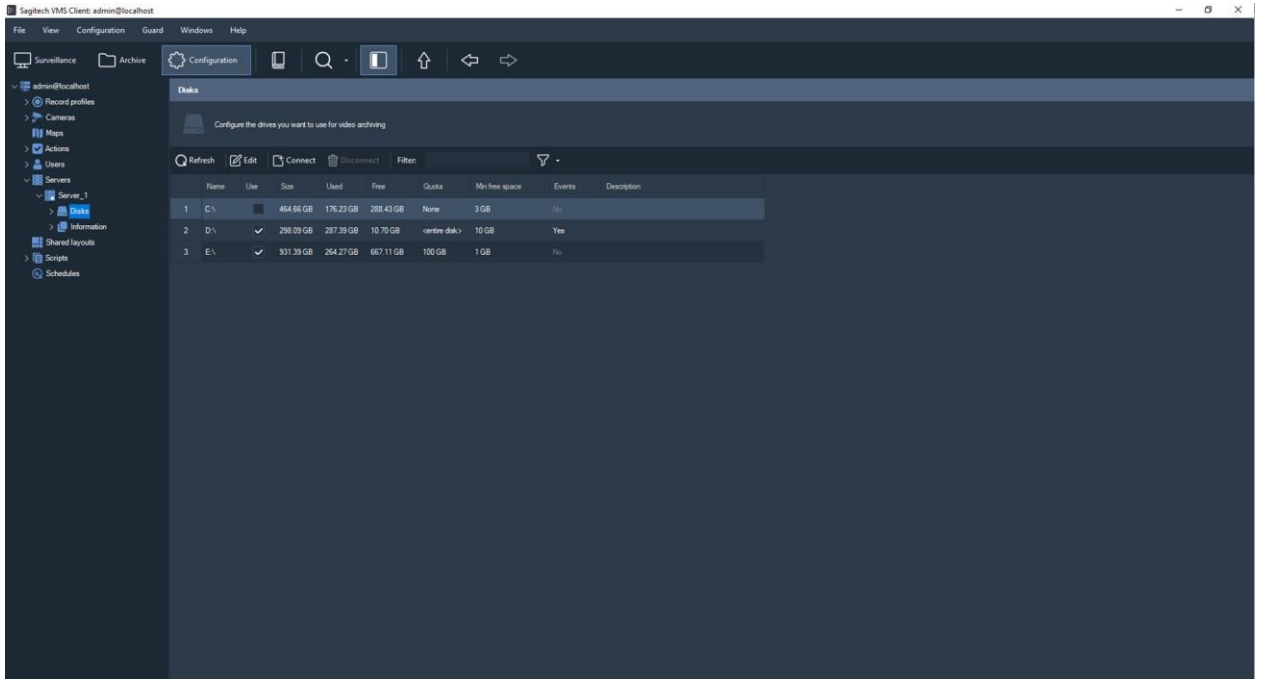 Sagitech VMS Client: admin@localhost
File View Configuration Guard Windows Help
Surveillance Archive Configuration
admin@localhost
Record profiles
Cameras
Maps
Actions
Users
Servers
Server_1
Disks
Information
Shared layouts
Scripts
Schedules
Disks
Configure the drives you want to use for video archiving
Refresh Edit Connect Disconnect Filter:
Name Use Size Used Free Quota Min free space Events Description
1 C:\ 464.66 GB 176.23 GB 288.43 GB None 3 GB No
2 D:\ 298.09 GB 287.39 GB 10.70 GB <entire disk> 10 GB Yes
3 E:\ 931.39 GB 264.27 GB 667.11 GB 100 GB 1 GB No